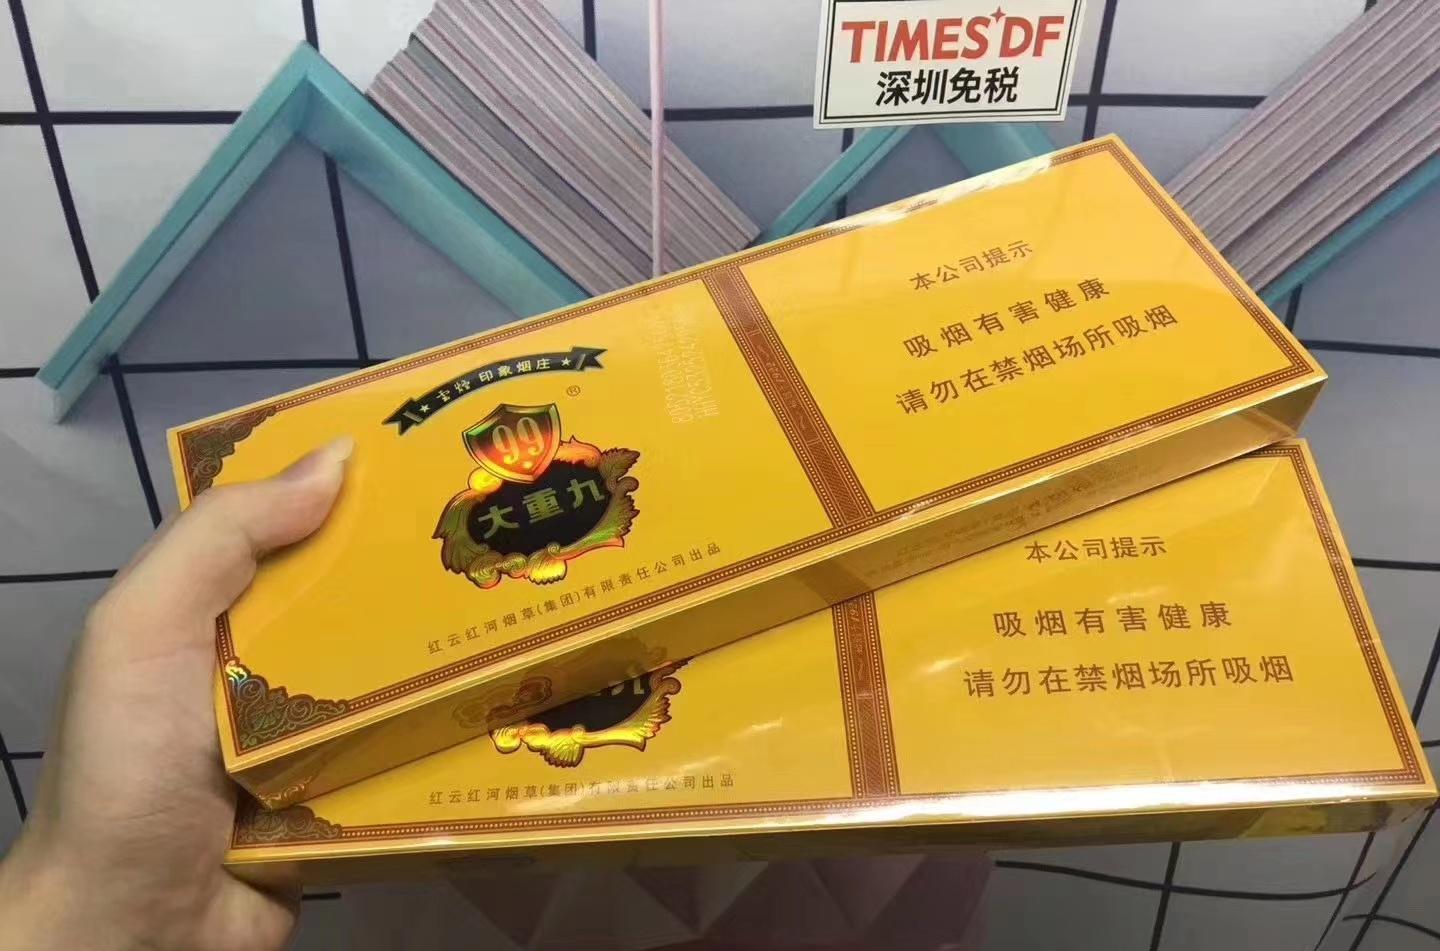 TIMES DF
深圳免税
本公司提示
吸烟有害健康
请勿在禁烟场所吸烟
印象烟庄
®
99
大重九
红云红河烟草(集团)有限责任公司出品
本公司提示
吸烟有害健康
请勿在禁烟场所吸烟
九
红云红河烟草(集团)有限责任公司出品